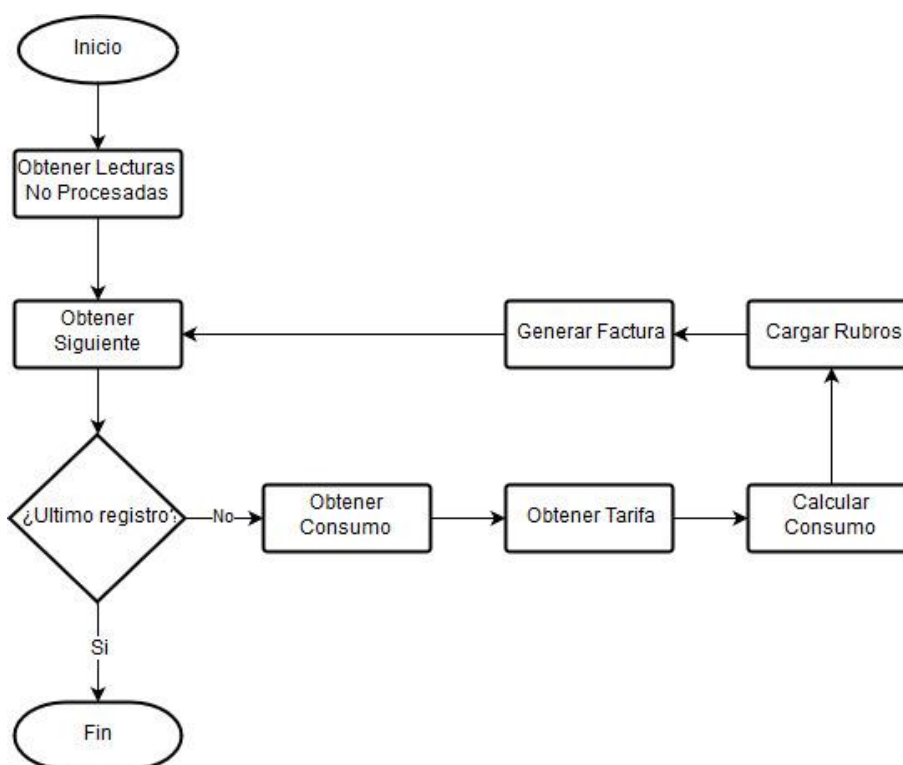 Inicio
Obtener Lecturas
No Procesadas
Obtener
Siguiente
Generar Factura
Cargar Rubros
¿Ultimo registro?
No
Obtener
Consumo
Obtener Tarifa
Calcular
Consumo
Si
Fin